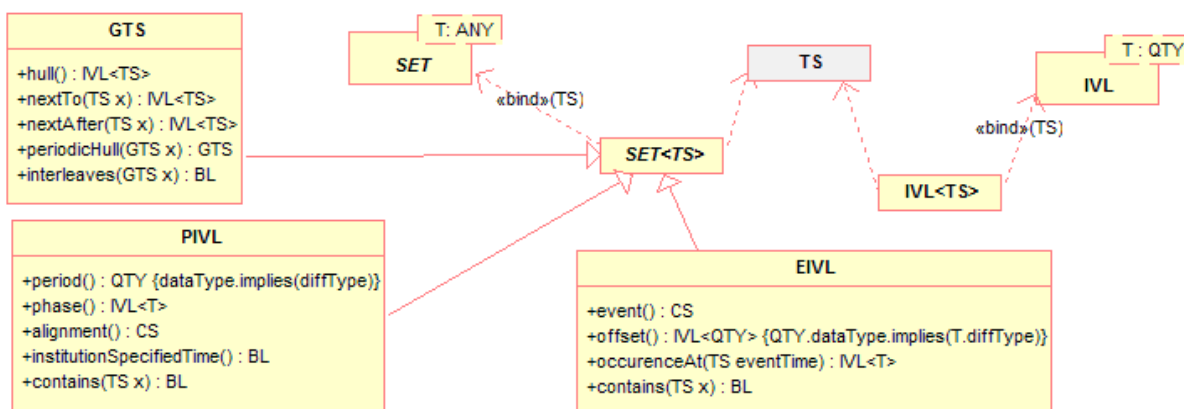 GTS
+hull() : IVL<TS>
+nextTo(TS x) : IVL<TS>
+nextAfter(TS x) : IVL<TS>
+periodicHull(GTS x) : GTS
+interleaves(GTS x) : BL
T: ANY
SET
«bind»(TS)
TS
T : QTY
IVL
«bind»(TS)
SET<TS>
IVL<TS>
PIVL
+period() : QTY {dataType.implies(diffType)}
+phase() : IVL<T>
+alignment() : CS
+institutionSpecifiedTime() : BL
+contains(TS x) : BL
EIVL
+event() : CS
+offset() : IVL<QTY> {QTY.dataType.implies(T.diffType)}
+occurenceAt(TS eventTime) : IVL<T>
+contains(TS x) : BL